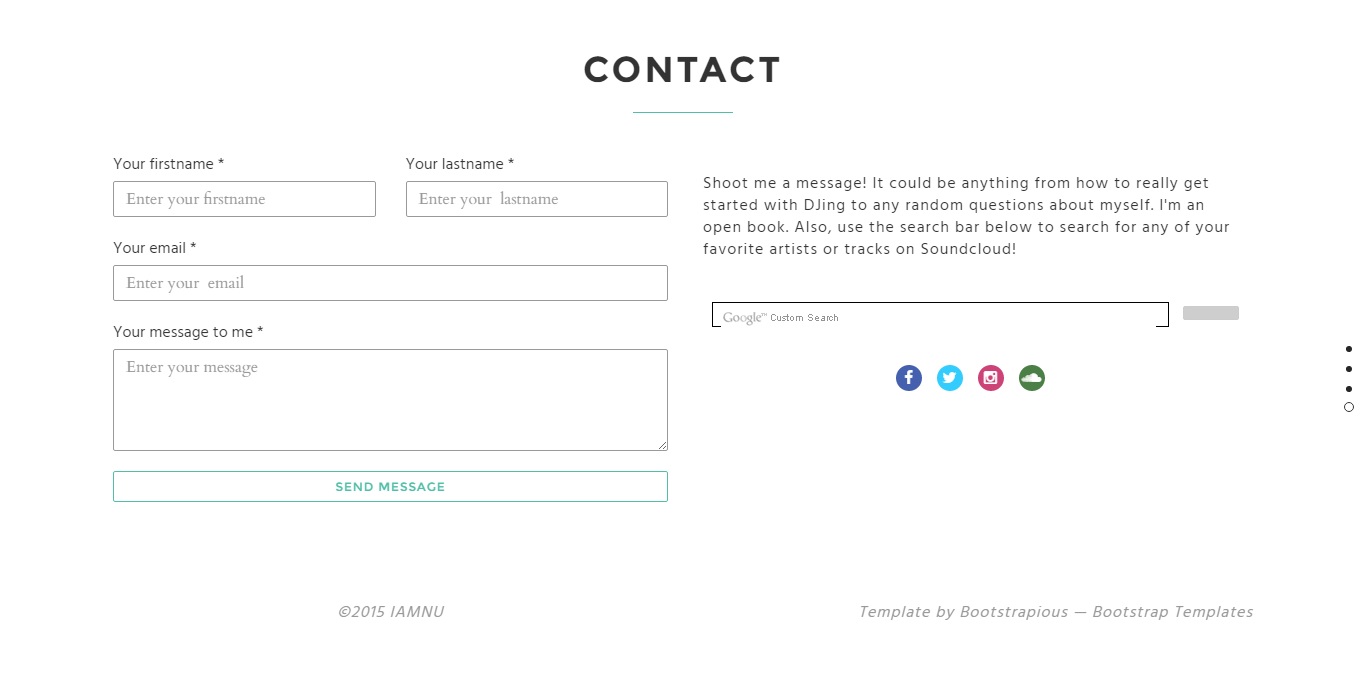 CONTACT
Your firstname *
Your lastname *
Enter your firstname
Enter your  lastname
Your email *
Enter your  email
Your message to me *
Enter your message
SEND MESSAGE
Shoot me a message! It could be anything from how to really get
started with DJing to any random questions about myself. I'm an
open book. Also, use the search bar below to search for any of your
favorite artists or tracks on Soundcloud!
Google™ Custom Search
©2015 IAMNU
Template by Bootstrapious — Bootstrap Templates